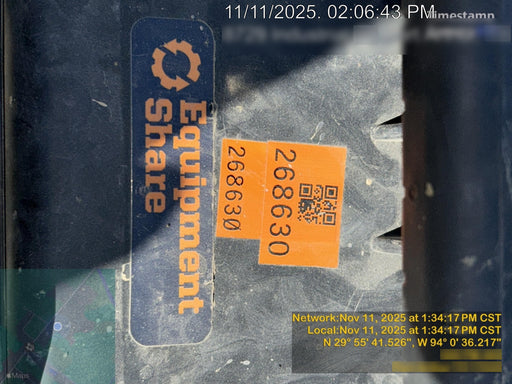 11/11/2025. 02:06:43 PM
Timestamp
Equipment
Share
268630
268630
Network:Nov 11, 2025 at 1:34:17 PM CST
Local:Nov 11, 2025 at 1:34:17 PM CST
N 29° 55' 41.526", W 94° 0' 36.217"
Maps